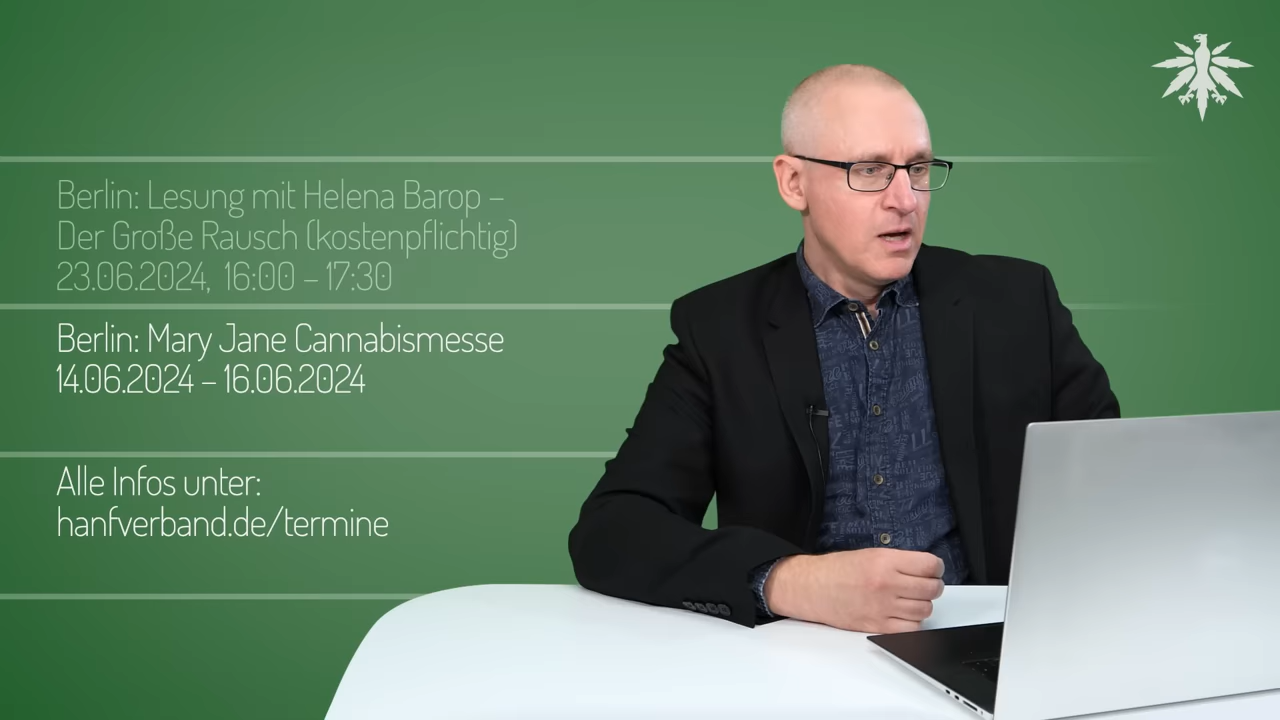 Berlin: Lesung mit Helena Barop –
Der Große Rausch (kostenpflichtig)
23.06.2024, 16:00 – 17:30
Berlin: Mary Jane Cannabismesse
14.06.2024 – 16.06.2024
Alle Infos unter:
hanfverband.de/termine